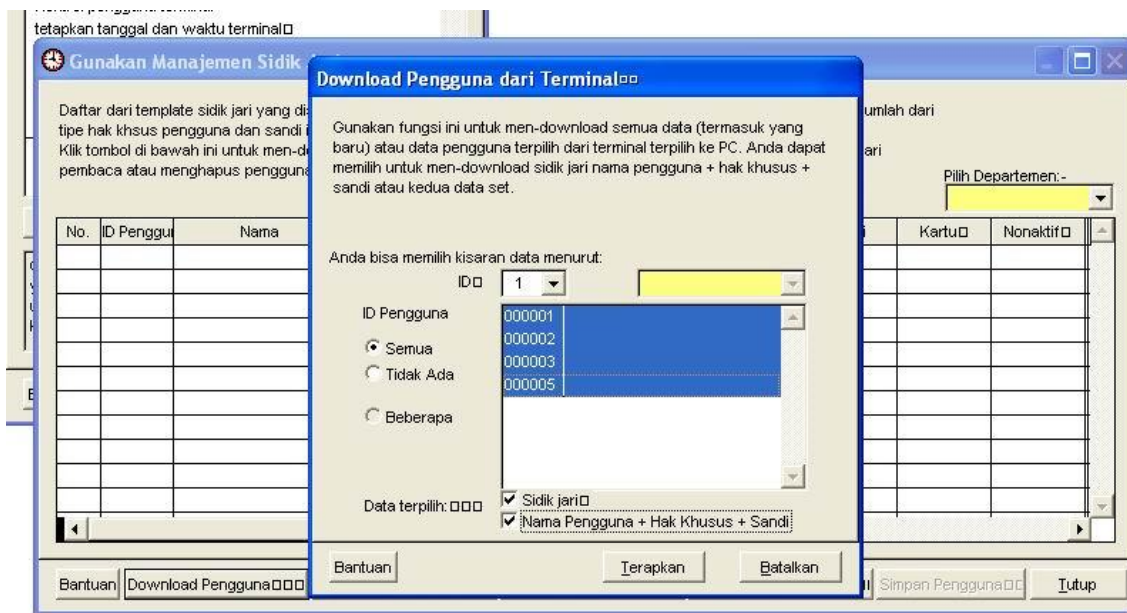 tetapkan tanggal dan waktu terminal□
Gunakan Manajemen Sidik
Daftar dari template sidik jari yang
tipe hak khsus pengguna dan sandi
Klik tombol di bawah ini untuk
pembaca atau menghapus
umlah dari
ari
Pilih Departemen:-
No. ID Penggu Nama Kartu□ Nonaktif□
Download Pengguna dari Terminal□□
Gunakan fungsi ini untuk men-download semua data (termasuk yang
baru) atau data pengguna terpilih dari terminal terpilih ke PC. Anda dapat
memilih untuk men-download sidik jari nama pengguna + hak khusus +
sandi atau kedua data set.
Anda bisa memilih kisaran data menurut:
ID□ 1
ID Pengguna
Semua
Tidak Ada
Beberapa
000001
000002
000003
000005
Data terpilih: □□□
Sidik jari□
Nama Pengguna + Hak Khusus + Sandi
Bantuan Terapkan Batalkan
Bantuan Download Pengguna□□□ Simpan Pengguna□□ Tutup